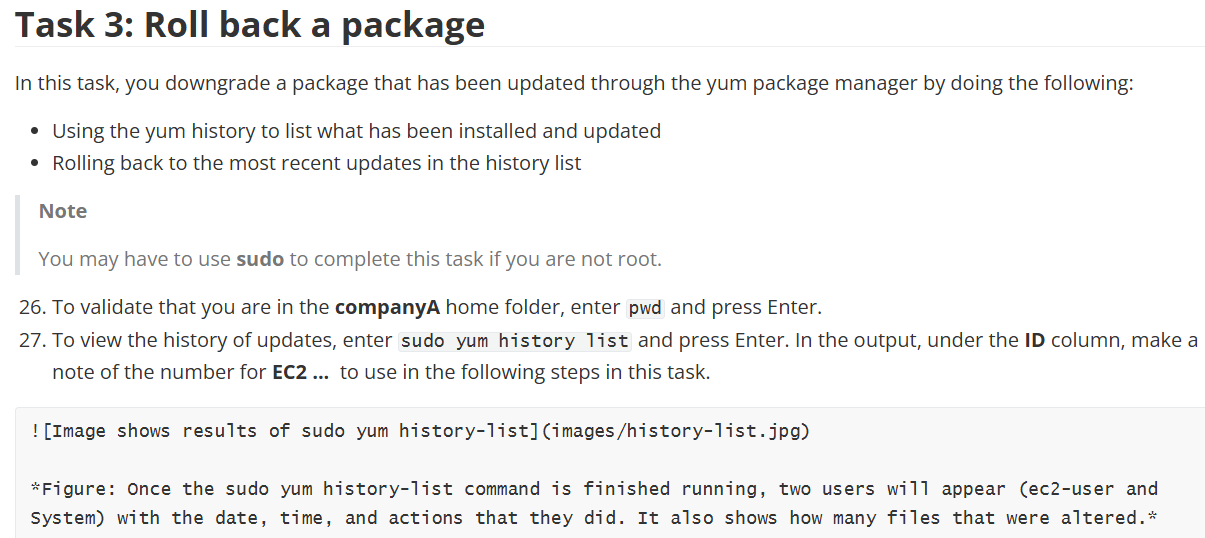 Task 3: Roll back a package
In this task, you downgrade a package that has been updated through the yum package manager by doing the following:
• Using the yum history to list what has been installed and updated
• Rolling back to the most recent updates in the history list
Note
You may have to use sudo to complete this task if you are not root.
26. To validate that you are in the companyA home folder, enter pwd and press Enter.
27. To view the history of updates, enter sudo yum history list and press Enter. In the output, under the ID column, make a
note of the number for EC2 ... to use in the following steps in this task.
![Image shows results of sudo yum history-list](images/history-list.jpg)
*Figure: Once the sudo yum history-list command is finished running, two users will appear (ec2-user and
System) with the date, time, and actions that they did. It also shows how many files that were altered.*